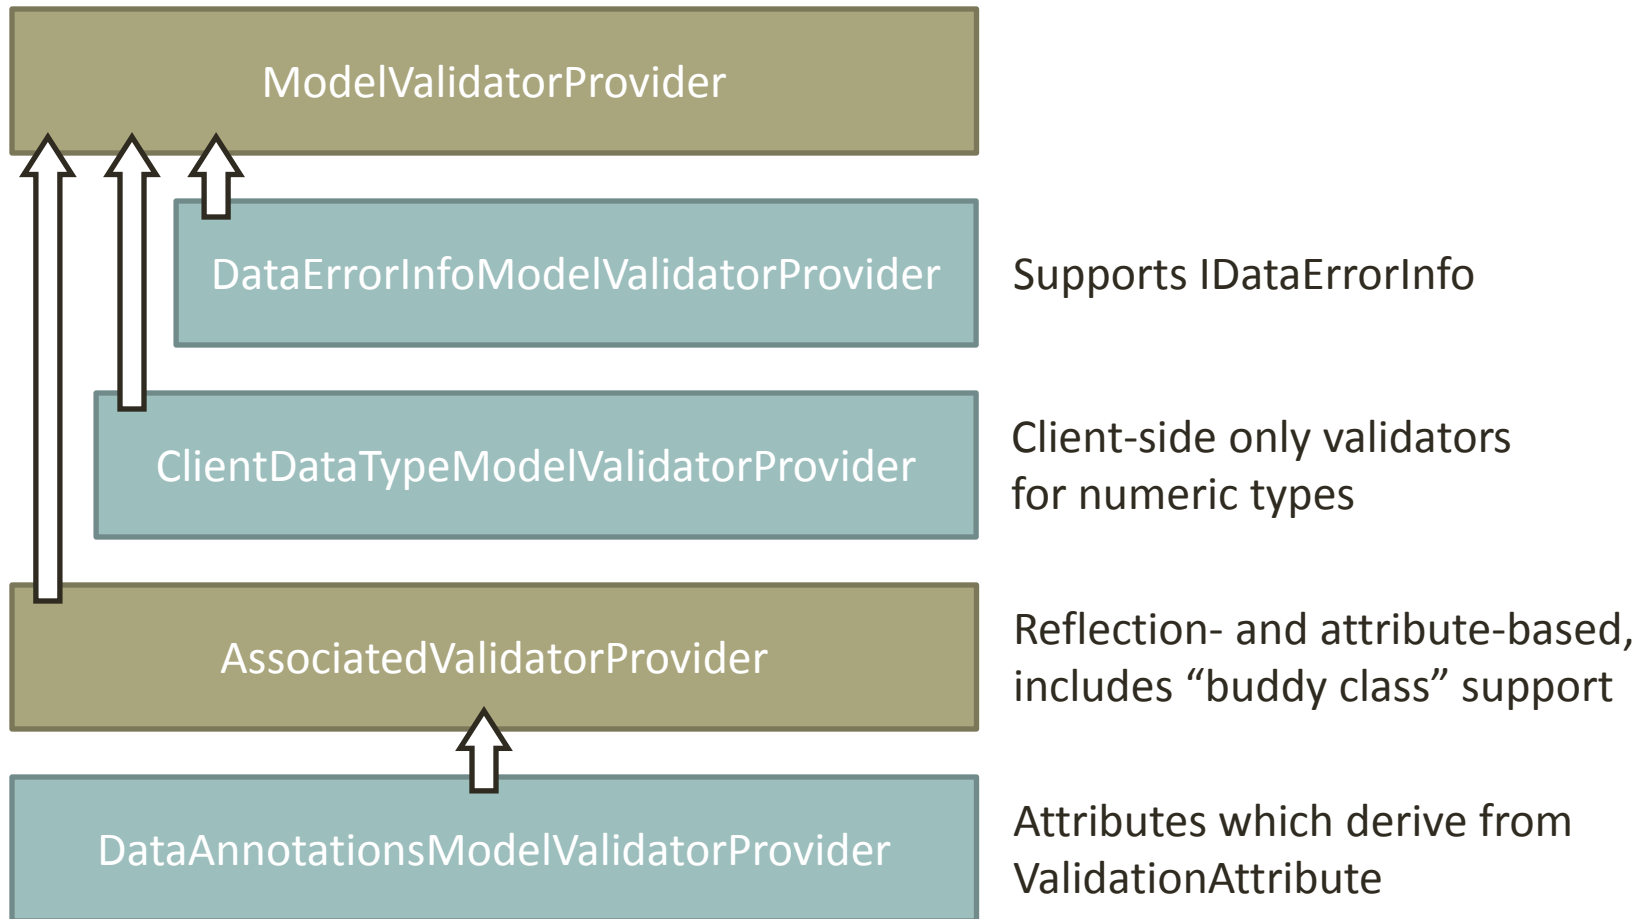 ModelValidatorProvider
DataErrorInfoModelValidatorProvider
Supports IDataErrorInfo
ClientDataTypeModelValidatorProvider
Client-side only validators
for numeric types
AssociatedValidatorProvider
Reflection- and attribute-based,
includes “buddy class” support
DataAnnotationsModelValidatorProvider
Attributes which derive from
ValidationAttribute